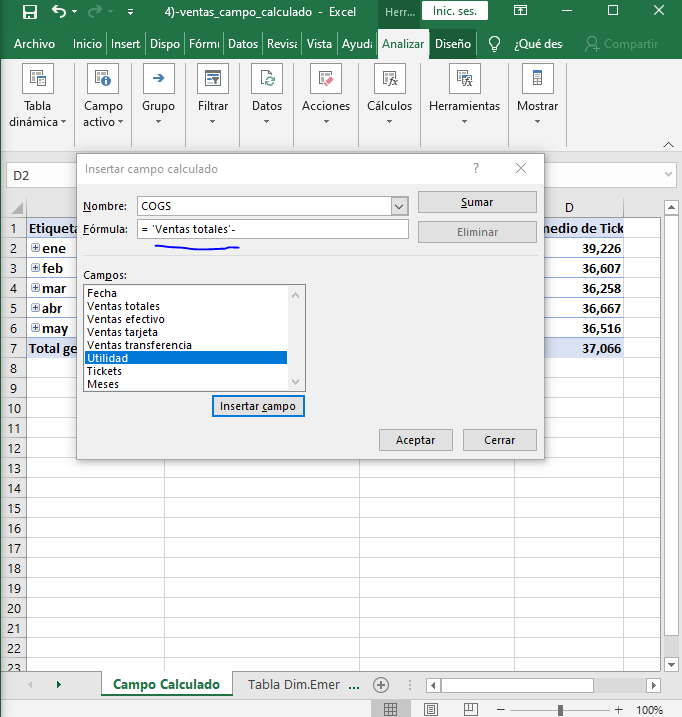 4)-ventas_campo_calculado - Excel
Herr...
Inic. ses.
Archivo
Inicio
Insert
Dispo
Fórmu
Datos
Revisa
Vista
Ayuda
Analizar
Diseño
¿Qué des
Compartir
Tabla dinámica
Campo activo
Grupo
Filtrar
Datos
Acciones
Cálculos
Herramientas
Mostrar
D2
Insertar campo calculado
?
Nombre:
COGS
Sumar
Fórmula:
= 'Ventas totales'-
Eliminar
Campos:
Fecha
Ventas totales
Ventas efectivo
Ventas tarjeta
Ventas transferencia
Utilidad
Tickets
Meses
Insertar campo
Aceptar
Cerrar
D
1 Etiqueta
medio de Tick
2 ene 39,226
3 feb 36,607
4 mar 36,258
5 abr 36,667
6 may 36,516
7 Total ge 37,066
8
9
10
11
12
13
14
15
16
17
18
19
20
21
22
23
Campo Calculado
Tabla Dim.Emer ...
100%